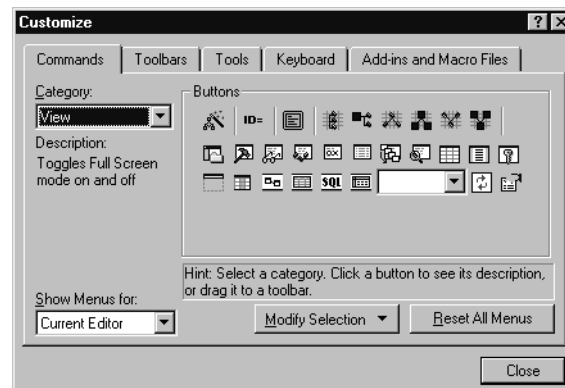 Customize
Commands
Toolbars
Tools
Keyboard
Add-ins and Macro Files
Category:
View
Description:
Toggles Full Screen
mode on and off
Buttons
ID=
SQL
Hint: Select a category. Click a button to see its description,
or drag it to a toolbar.
Show Menus for:
Current Editor
Modify Selection
Reset All Menus
Close